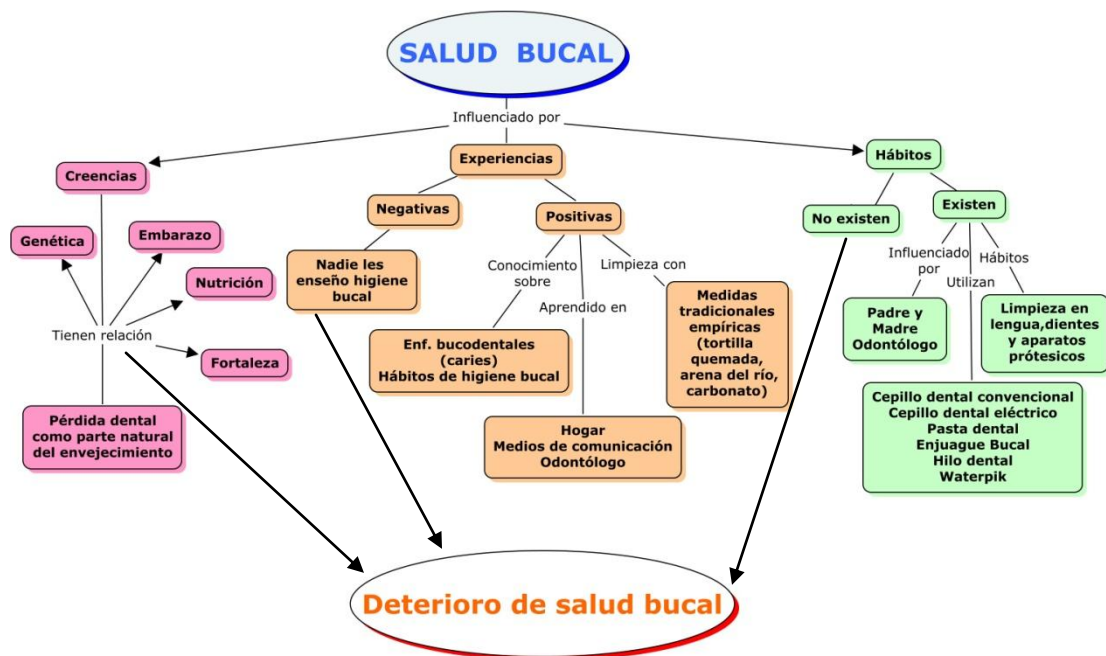 SALUD BUCAL
Influenciado por
Creencias
Genética
Embarazo
Nutrición
Tienen relación
Fortaleza
Pérdida dental
como parte natural
del envejecimiento
Experiencias
Negativas
Nadie les
enseño higiene
bucal
Positivas
Conocimiento
sobre
Enf. bucodentales
(caries)
Hábitos de higiene bucal
Aprendido en
Hogar
Medios de comunicación
Odontólogo
Limpieza con
Medidas
tradicionales
empíricas
(tortilla
quemada,
arena del río,
carbonato)
Hábitos
No existen
Existen
Influenciado
por
Padre y
Madre
Odontólogo
Utilizan
Cepillo dental convencional
Cepillo dental eléctrico
Pasta dental
Enjuague Bucal
Hilo dental
Waterpik
Hábitos
Limpieza en
lengua,dientes
y aparatos
prótesicos
Deterioro de salud bucal